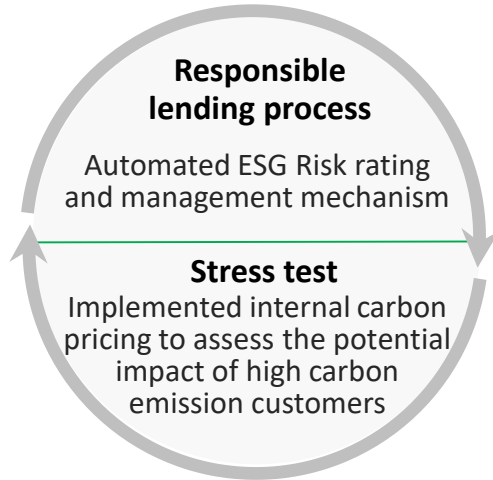 Responsible
lending process
Automated ESG Risk rating
and management mechanism
Stress test
Implemented internal carbon
pricing to assess the potential
impact of high carbon
emission customers